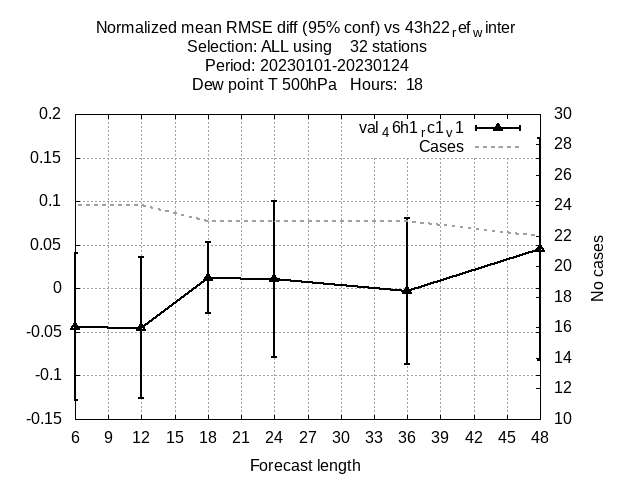 Normalized mean RMSE diff (95% conf) vs 43h22refwinter
Selection: ALL using 32 stations
Period: 20230101-20230124
Dew point T 500hPa Hours: 18
0.2
0.15
0.1
0.05
0
-0.05
-0.1
-0.15
val46h1rc1v1
Cases
30
28
26
24
22
20
18
16
14
12
10
No cases
6 9 12 15 18 21 24 27 30 33 36 39 42 45 48
Forecast length